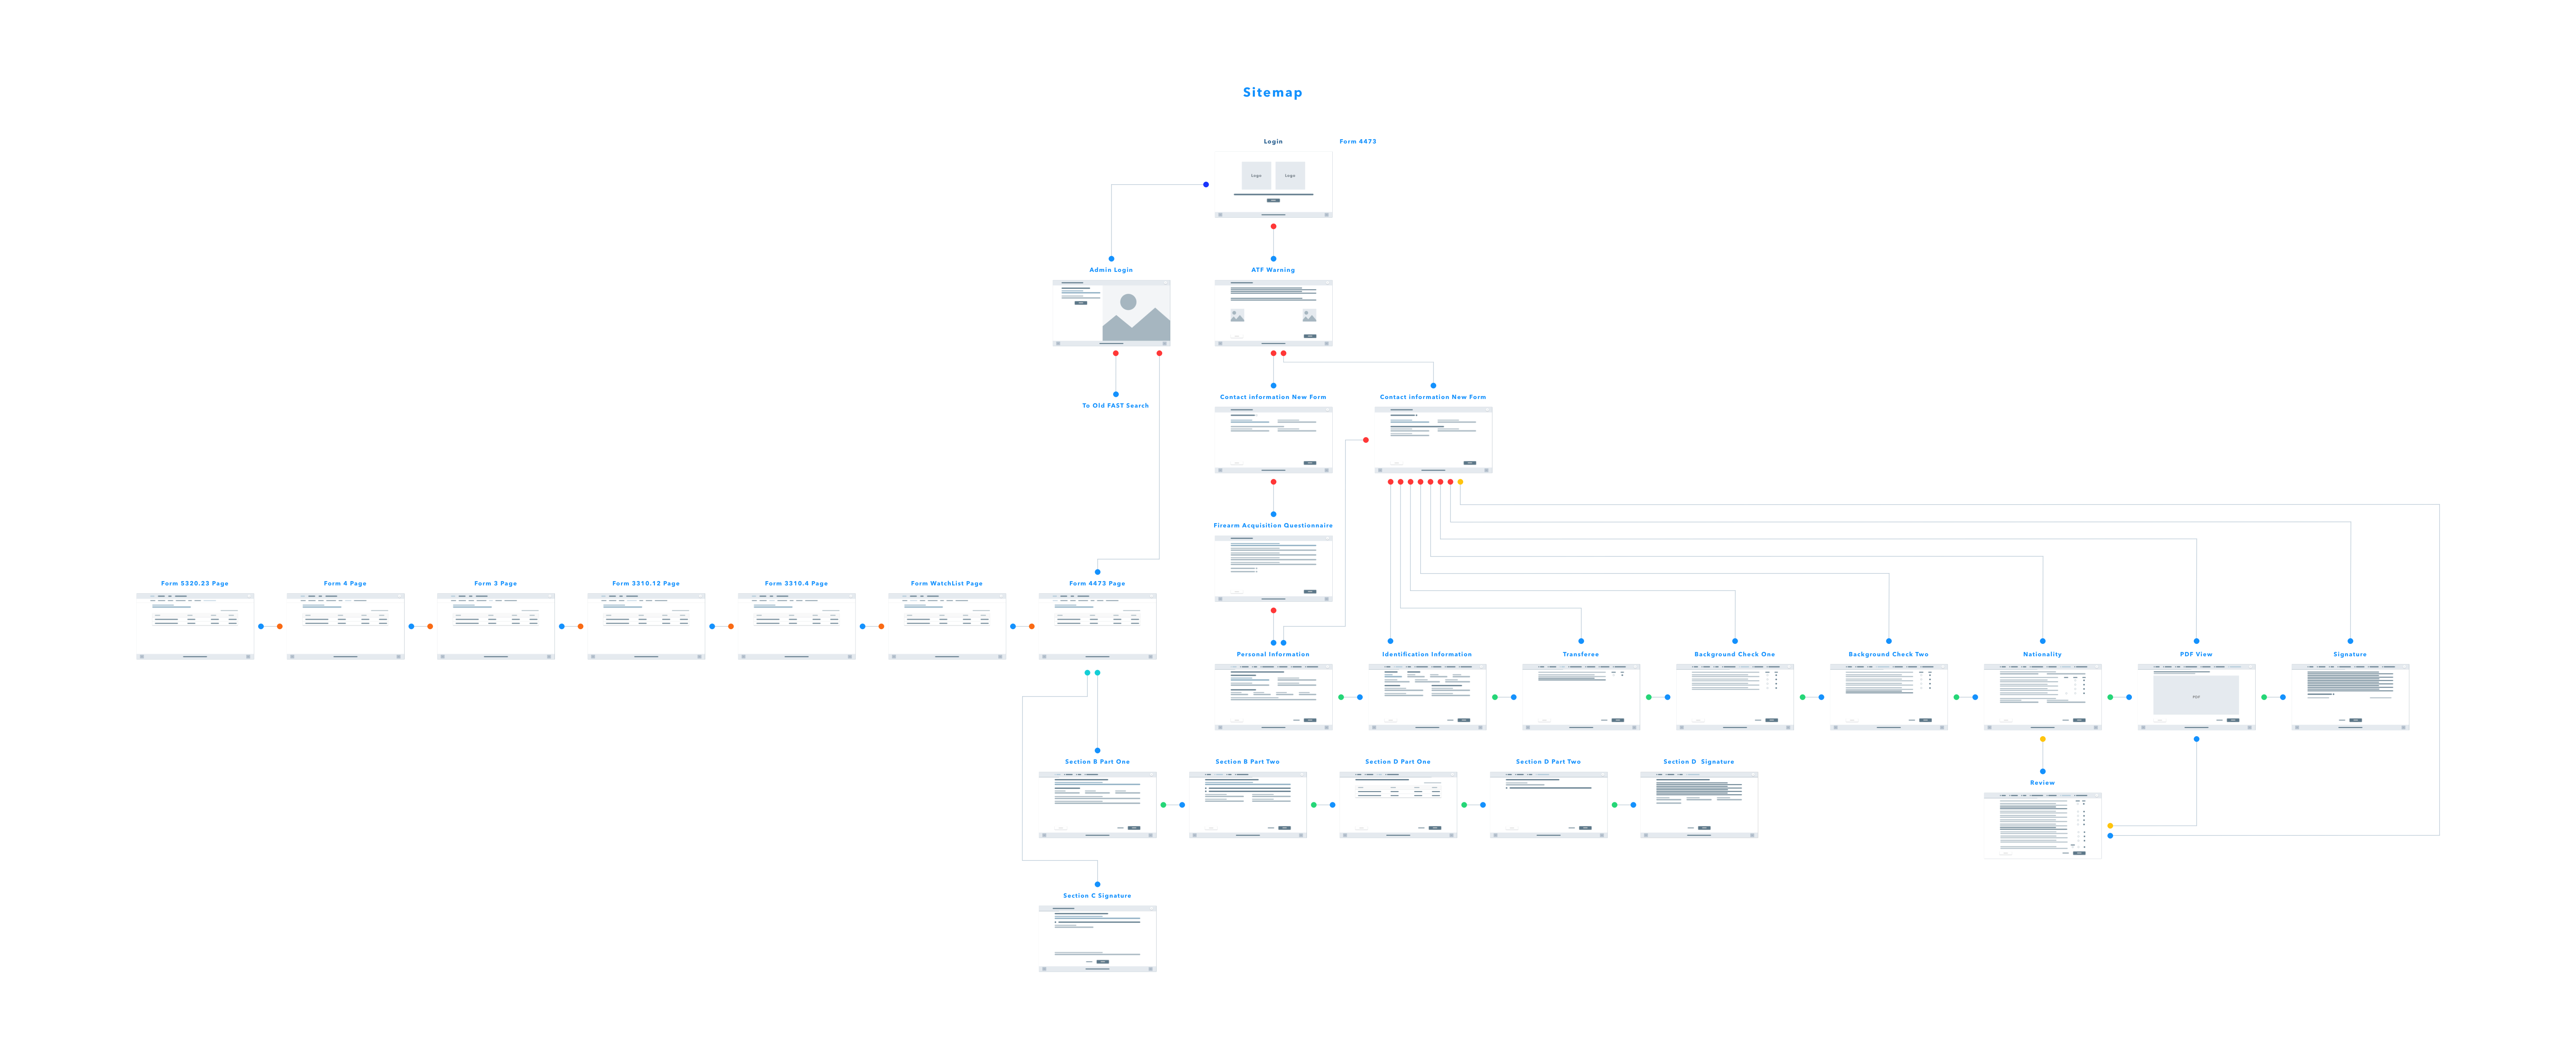 Sitemap
Login
Form 4473
Logo
Logo
Admin Login
ATF Warning
To Old FAST Search
Contact information New Form
Contact information New Form
Firearm Acquisition Questionnaire
Form 5320.23 Page
Form 4 Page
Form 3 Page
Form 3310.12 Page
Form 3310.4 Page
Form WatchList Page
Form 4473 Page
Personal Information
Identification Information
Transferee
Background Check One
Background Check Two
Nationality
PDF View
Signature
PDF
Section B Part One
Section B Part Two
Section D Part One
Section D Part Two
Section D Signature
Review
Section C Signature